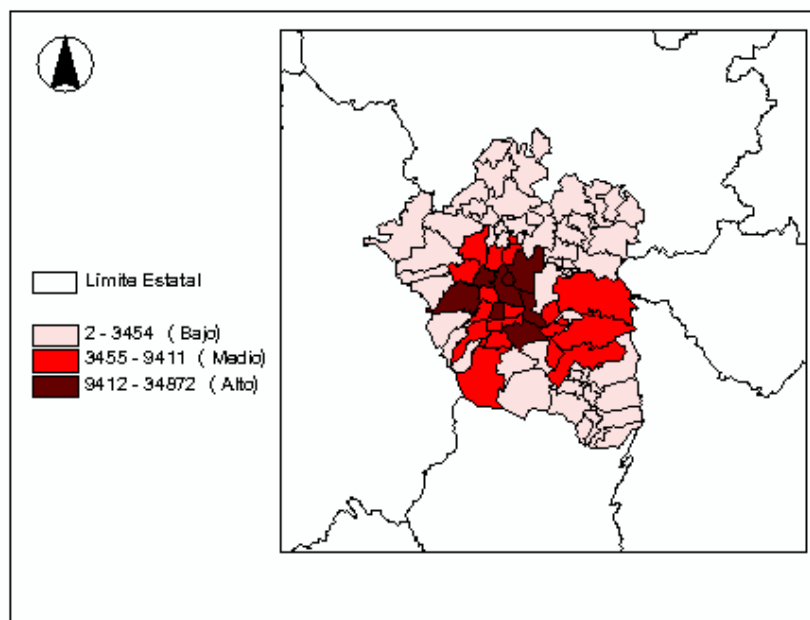 Límite Estatal
2 - 3454 ( Bajo)
3455 - 9411 ( Medio)
9412 - 34872 ( Alto)